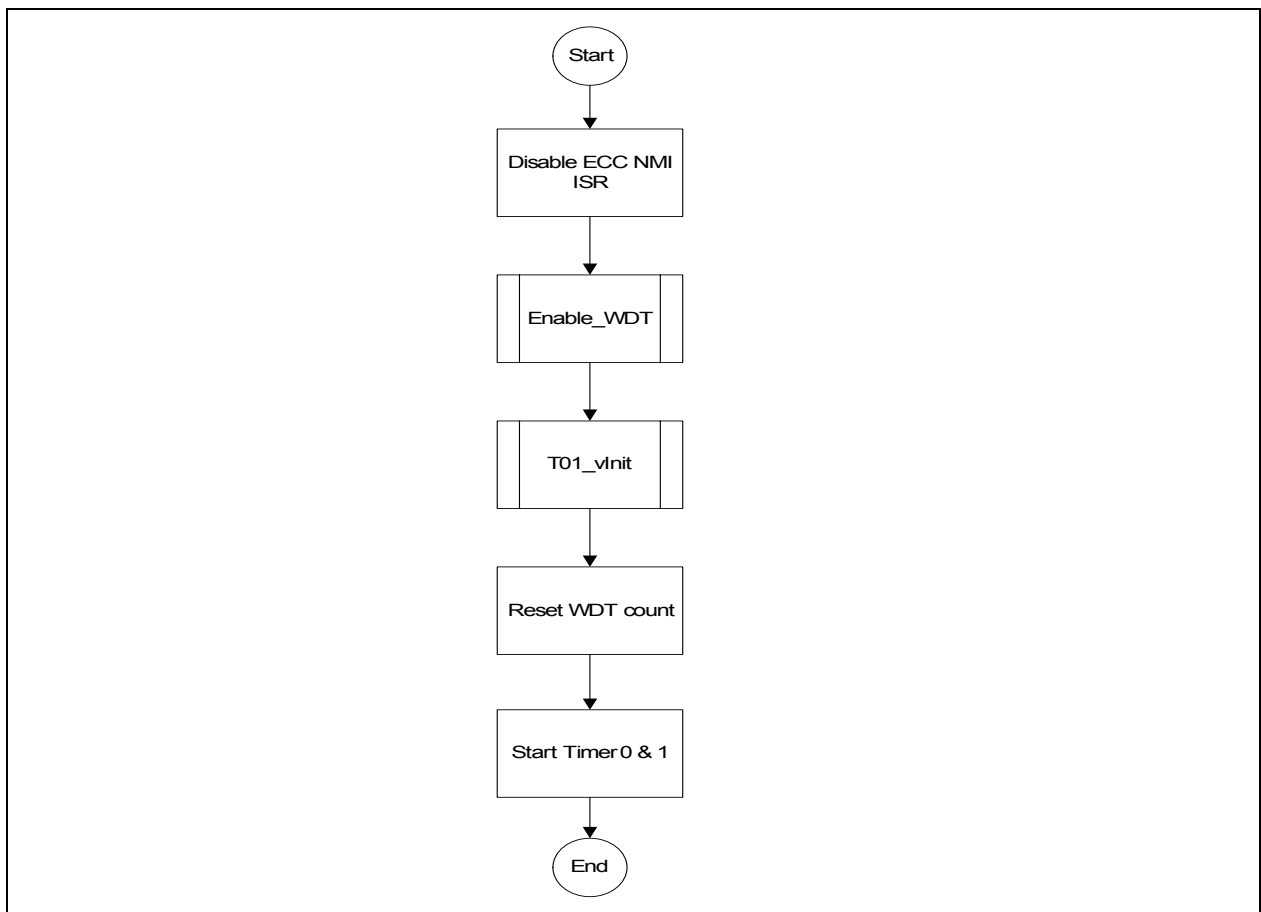 Start
Disable ECC NMI
ISR
Enable_WDT
T01_vInit
Reset WDT count
Start Timer 0 & 1
End